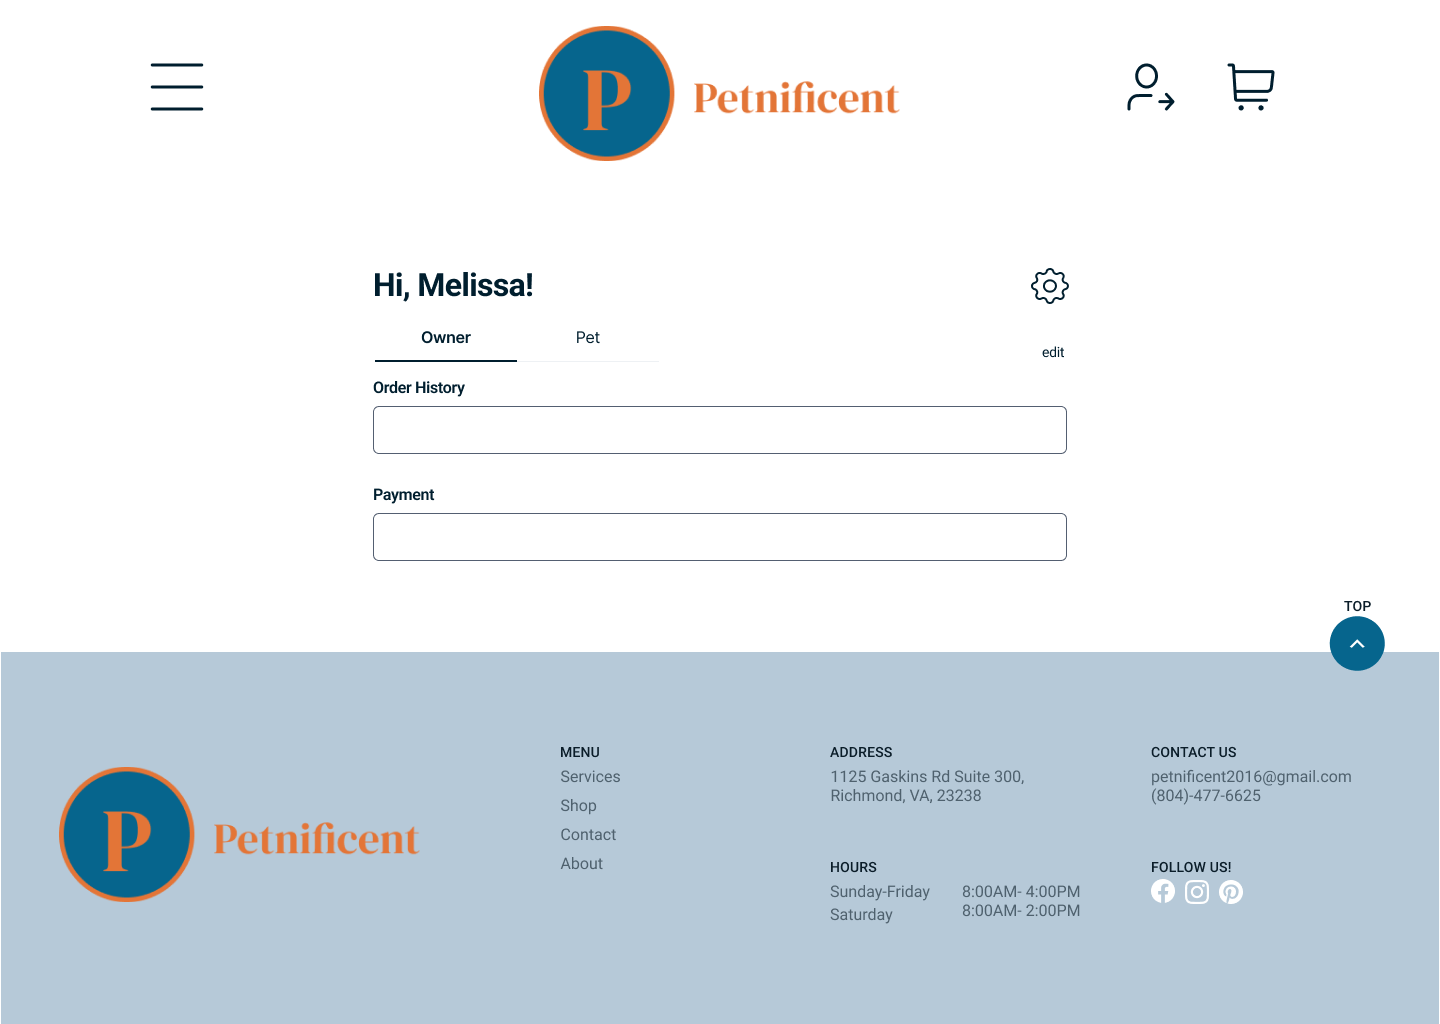 P
Petnificent
Hi, Melissa!
Owner
Pet
edit
Order History
Payment
TOP
P
Petnificent
MENU
Services
Shop
Contact
About
ADDRESS
1125 Gaskins Rd Suite 300,
Richmond, VA, 23238
HOURS
Sunday-Friday 8:00AM- 4:00PM
Saturday 8:00AM- 2:00PM
CONTACT US
petnificent2016@gmail.com
(804)-477-6625
FOLLOW US!